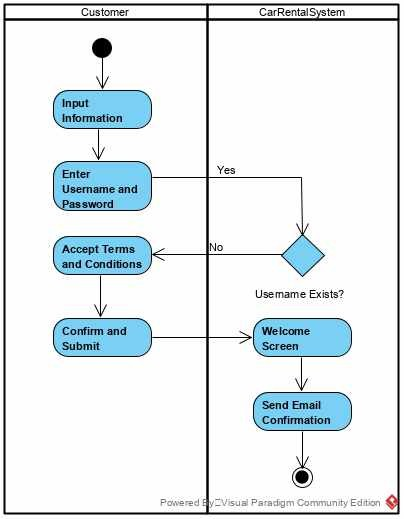 Customer
CarRentalSystem
Input
Information
Enter
Username and
Password
Yes
Accept Terms
and Conditions
No
Username Exists?
Confirm and
Submit
Welcome
Screen
Send Email
Confirmation
Powered By Visual Paradigm Community Edition